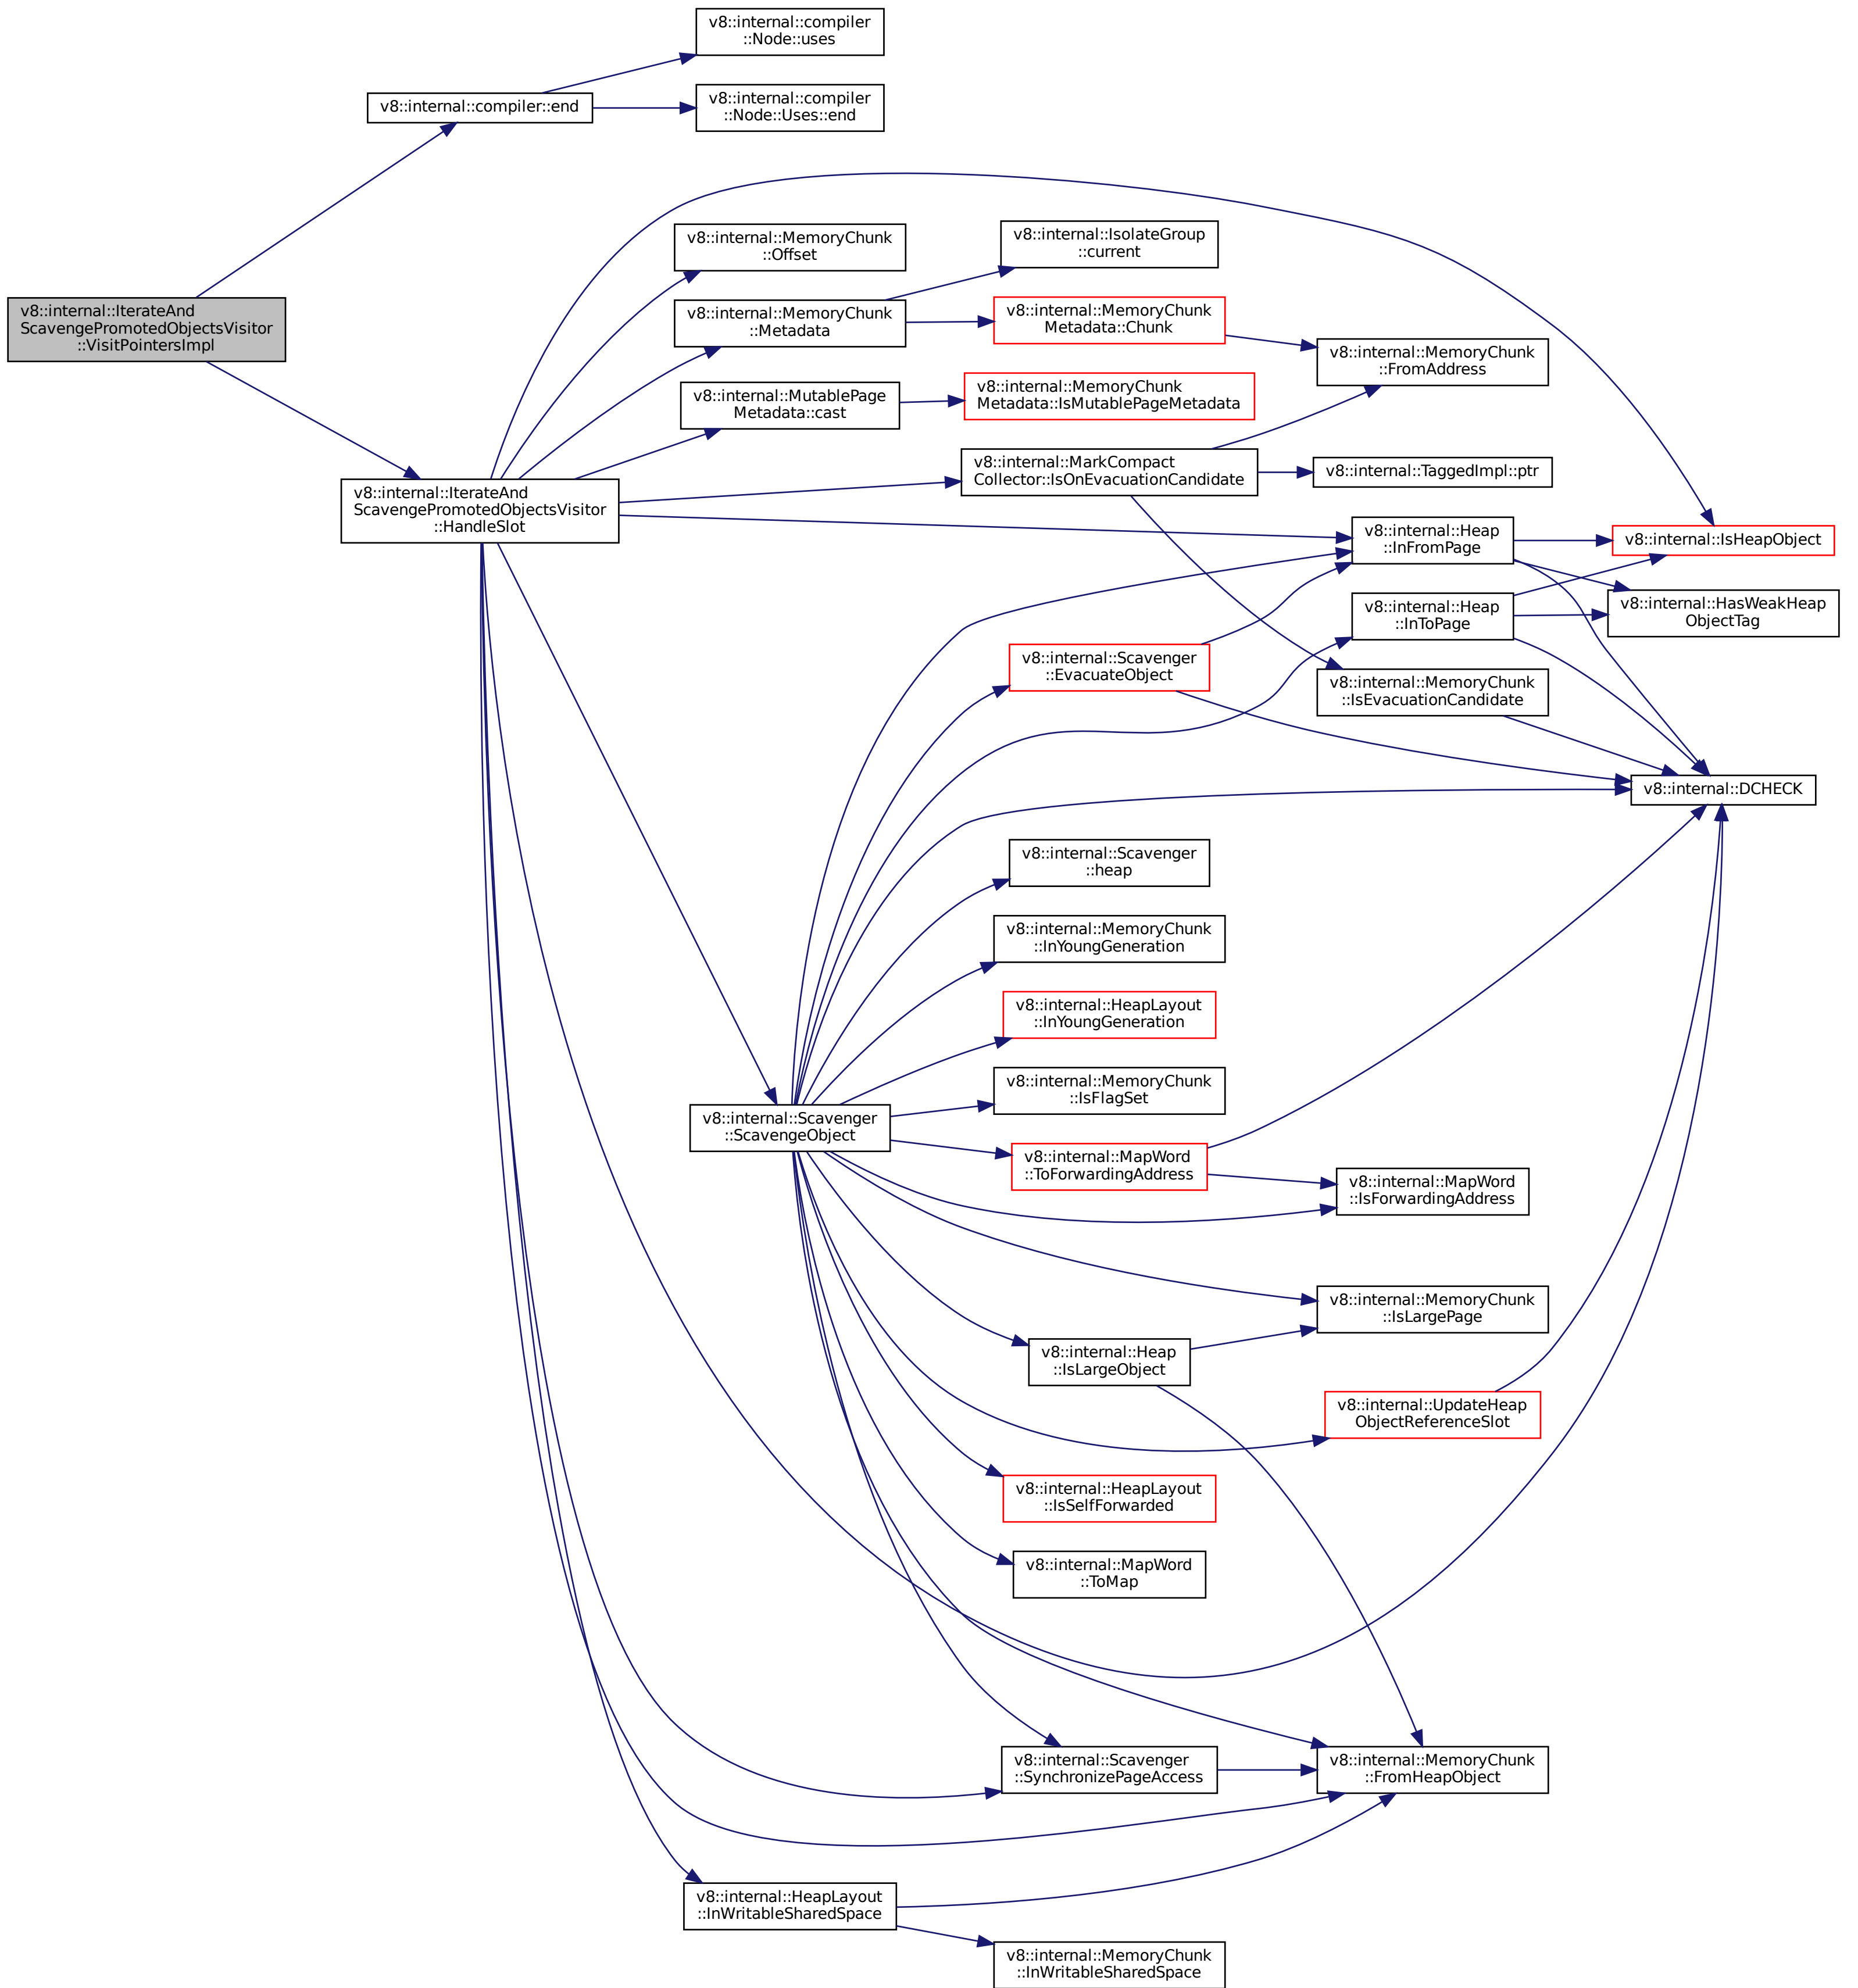 v8::internal::compiler
::Node::uses
v8::internal::compiler::end
v8::internal::compiler
::Node::Uses::end
v8::internal::MemoryChunk
::Offset
v8::internal::IsolateGroup
::current
v8::internal::IterateAnd
ScavengePromotedObjectsVisitor
::VisitPointersImpl
v8::internal::MemoryChunk
::Metadata
v8::internal::MemoryChunk
Metadata::Chunk
v8::internal::MemoryChunk
::FromAddress
v8::internal::MutablePage
Metadata::cast
v8::internal::MemoryChunk
Metadata::IsMutablePageMetadata
v8::internal::MarkCompact
Collector::IsOnEvacuationCandidate
v8::internal::TaggedImpl::ptr
v8::internal::IterateAnd
ScavengePromotedObjectsVisitor
::HandleSlot
v8::internal::Heap
::InFromPage
v8::internal::IsHeapObject
v8::internal::Heap
::InToPage
v8::internal::HasWeakHeap
ObjectTag
v8::internal::Scavenger
::EvacuateObject
v8::internal::MemoryChunk
::IsEvacuationCandidate
v8::internal::DCHECK
v8::internal::Scavenger
::heap
v8::internal::MemoryChunk
::InYoungGeneration
v8::internal::HeapLayout
::InYoungGeneration
v8::internal::MemoryChunk
::IsFlagSet
v8::internal::Scavenger
::ScavengeObject
v8::internal::MapWord
::ToForwardingAddress
v8::internal::MapWord
::IsForwardingAddress
v8::internal::MemoryChunk
::IsLargePage
v8::internal::Heap
::IsLargeObject
v8::internal::UpdateHeap
ObjectReferenceSlot
v8::internal::HeapLayout
::IsSelfForwarded
v8::internal::MapWord
::ToMap
v8::internal::Scavenger
::SynchronizePageAccess
v8::internal::MemoryChunk
::FromHeapObject
v8::internal::HeapLayout
::InWritableSharedSpace
v8::internal::MemoryChunk
::InWritableSharedSpace